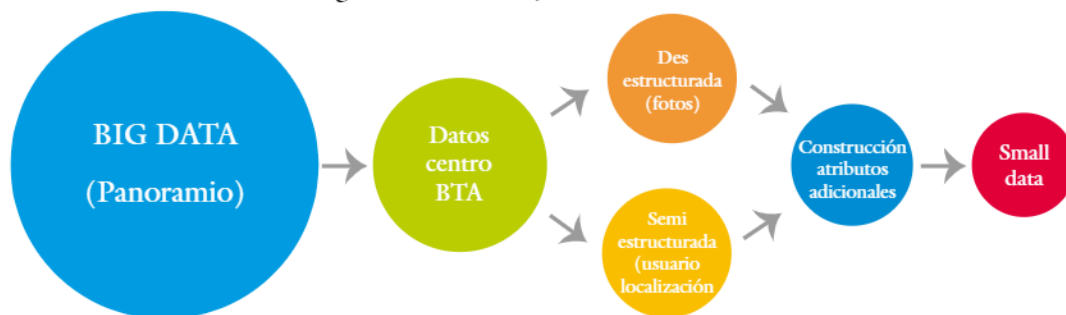 BIG DATA
(Panoramio)
Datos
centro
BTA
Des
estructurada
(fotos)
Semi
estructurada
(usuario
localización
Construcción
atributos
adicionales
Small
data